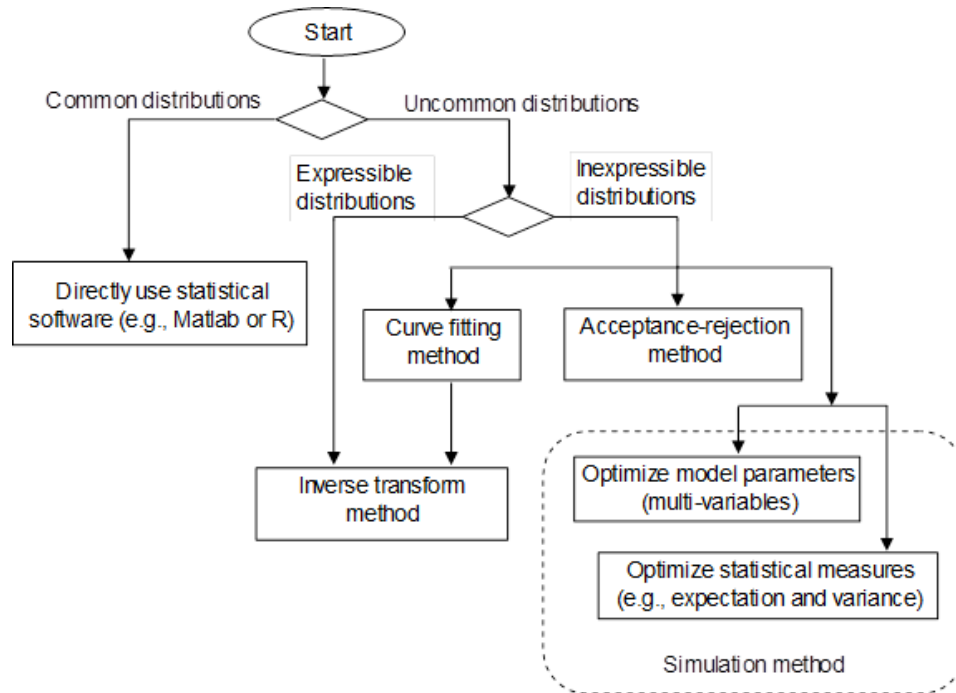 Start
Common distributions
Uncommon distributions
Expressible
distributions
Inexpressible
distributions
Directly use statistical
software (e.g., Matlab or R)
Curve fitting
method
Acceptance-rejection
method
Inverse transform
method
Optimize model parameters
(multi-variables)
Optimize statistical measures
(e.g., expectation and variance)
Simulation method